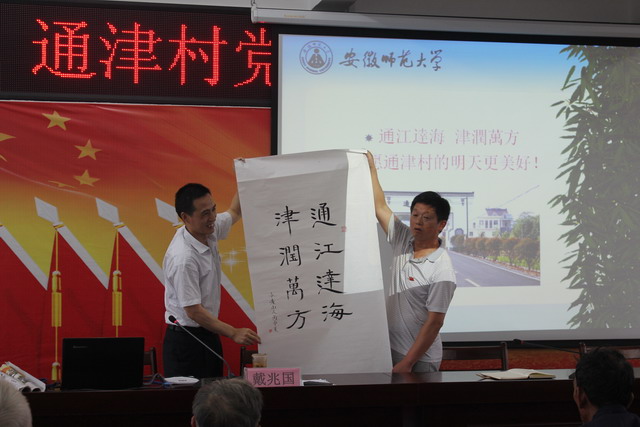 通津村党
安徽师范大学
通江達海 津潤萬方
愿通津村的明天更美好！
通江達海
津潤萬方
戴兆国